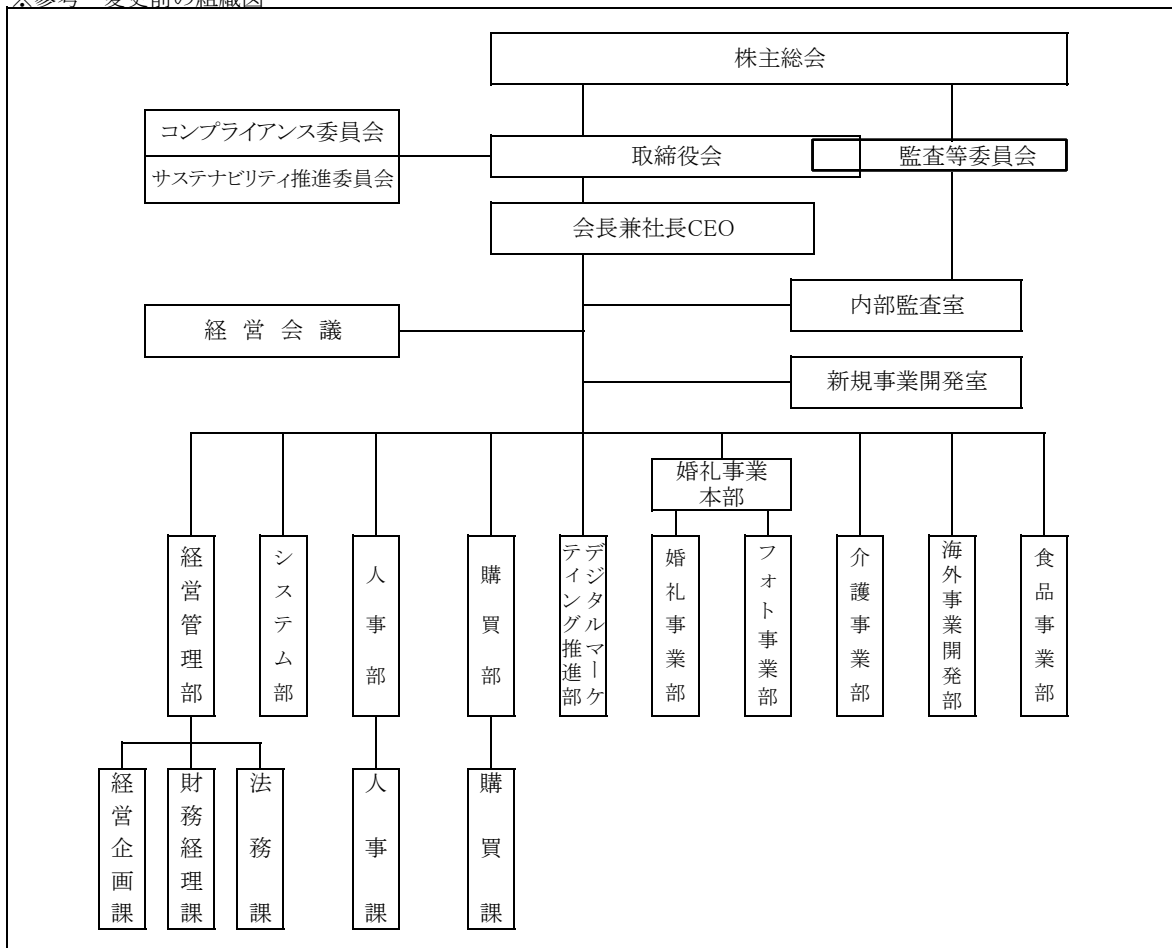 ※参考　変更前の組織図
株主総会
コンプライアンス委員会
サステナビリティ推進委員会
取締役会
監査等委員会
会長兼社長CEO
内部監査室
経営会議
新規事業開発室
婚礼事業
本部
経営管理部
システム部
人事部
購買部
デジタルマーケ
ティング推進部
婚礼事業部
フォト事業部
介護事業部
海外事業開発部
食品事業部
経営企画課
財務経理課
法務課
人事課
購買課